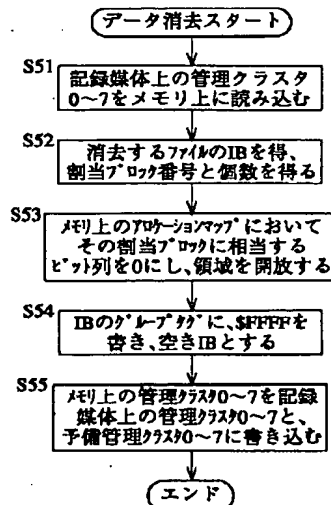 データ消去スタート
S51
記録媒体上の管理クラスタ
0〜7をメモリ上に読み込む
S52
消去するファイルのIBを得、
割当ブロック番号と個数を得る
S53
メモリ上のアロケーションマップにおいて
その割当ブロックに相当する
ビット列を0にし、領域を開放する
S54
IBのグループタグに、$FFFFを
書き、空きIBとする
S55
メモリ上の管理クラスタ0〜7を記録
媒体上の管理クラスタ0〜7と、
予備管理クラスタ0〜7に書き込む
エンド